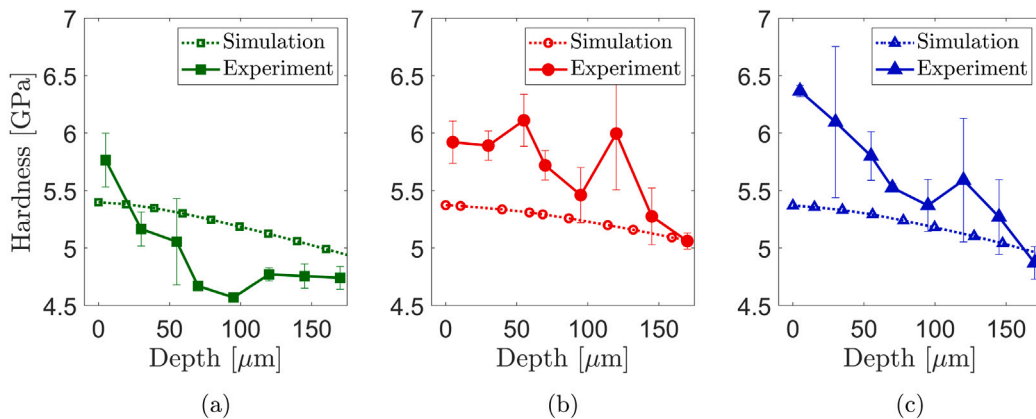 Hardness [GPa]
7
6.5
6
5.5
5
4.5
0
50
100
150
Depth [μm]
Simulation
Experiment
(a)
7
6.5
6
5.5
5
4.5
0
50
100
150
Depth [μm]
Simulation
Experiment
(b)
7
6.5
6
5.5
5
4.5
0
50
100
150
Depth [μm]
Simulation
Experiment
(c)